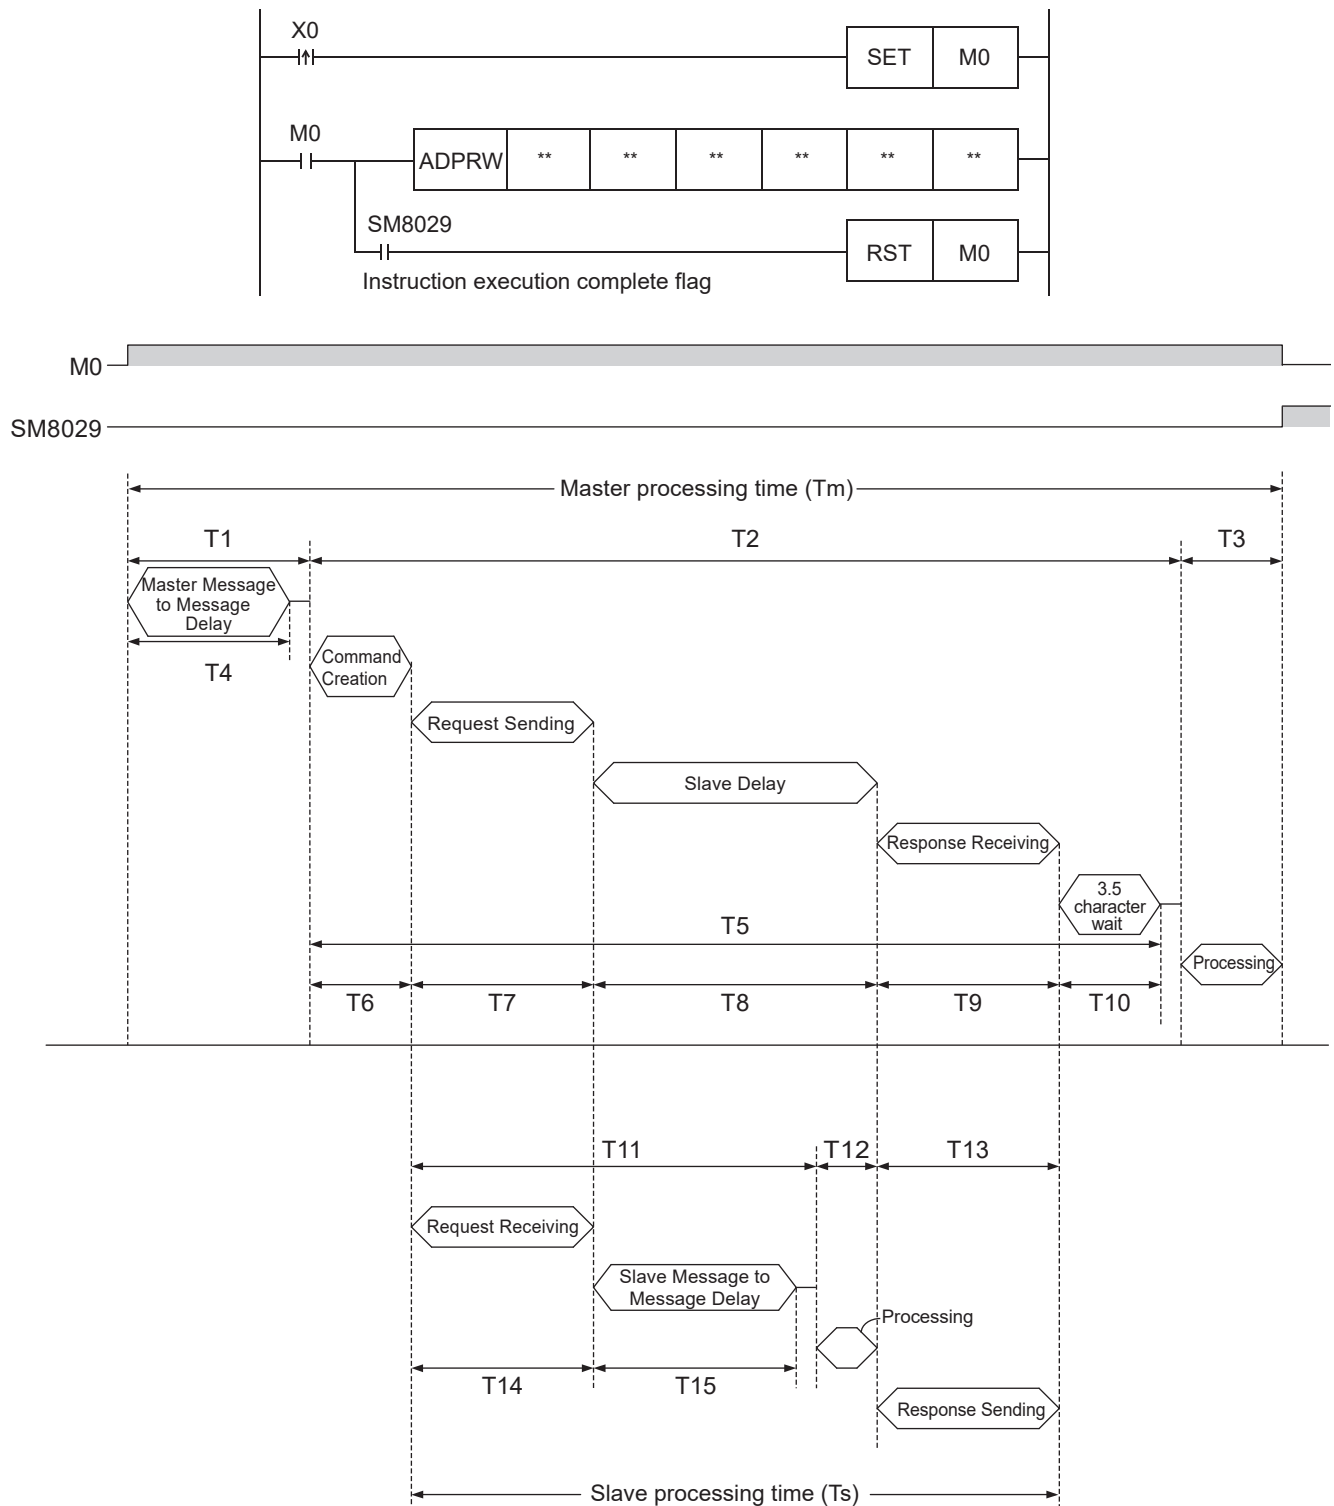 X0
SET M0
M0
ADPRW ** ** ** ** ** **
SM8029
RST M0
Instruction execution complete flag
M0
SM8029
Master processing time (Tm)
T1 T2 T3
Master Message
to Message
Delay
T4
Command
Creation
Request Sending
Slave Delay
Response Receiving
3.5
character
wait
T5
Processing
T6 T7 T8 T9 T10
T11 T12 T13
Request Receiving
Slave Message to
Message Delay
Processing
T14 T15
Response Sending
Slave processing time (Ts)